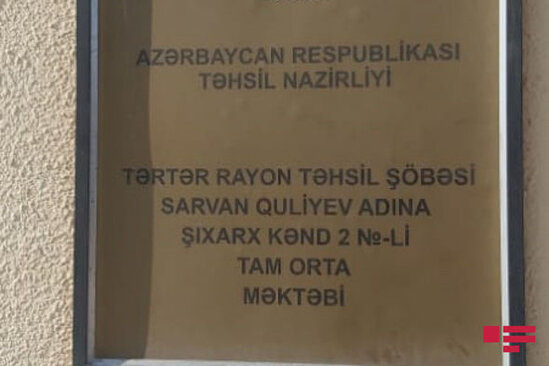 AZƏRBAYCAN RESPUBLİKASI
TƏHSİL NAZİRLİYİ
TƏRTƏR RAYON TƏHSİL ŞÖBƏSİ
SARVAN QULİYEV ADINA
ŞIXARX KƏND 2 №-Lİ
TAM ORTA
MƏKTƏBİ